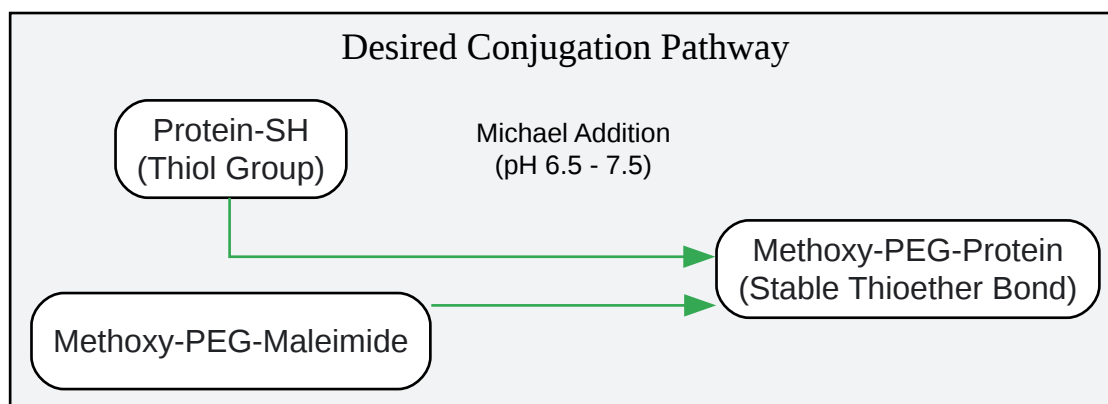 Desired Conjugation Pathway
Protein-SH
(Thiol Group)
Michael Addition
(pH 6.5 - 7.5)
Methoxy-PEG-Protein
(Stable Thioether Bond)
Methoxy-PEG-Maleimide